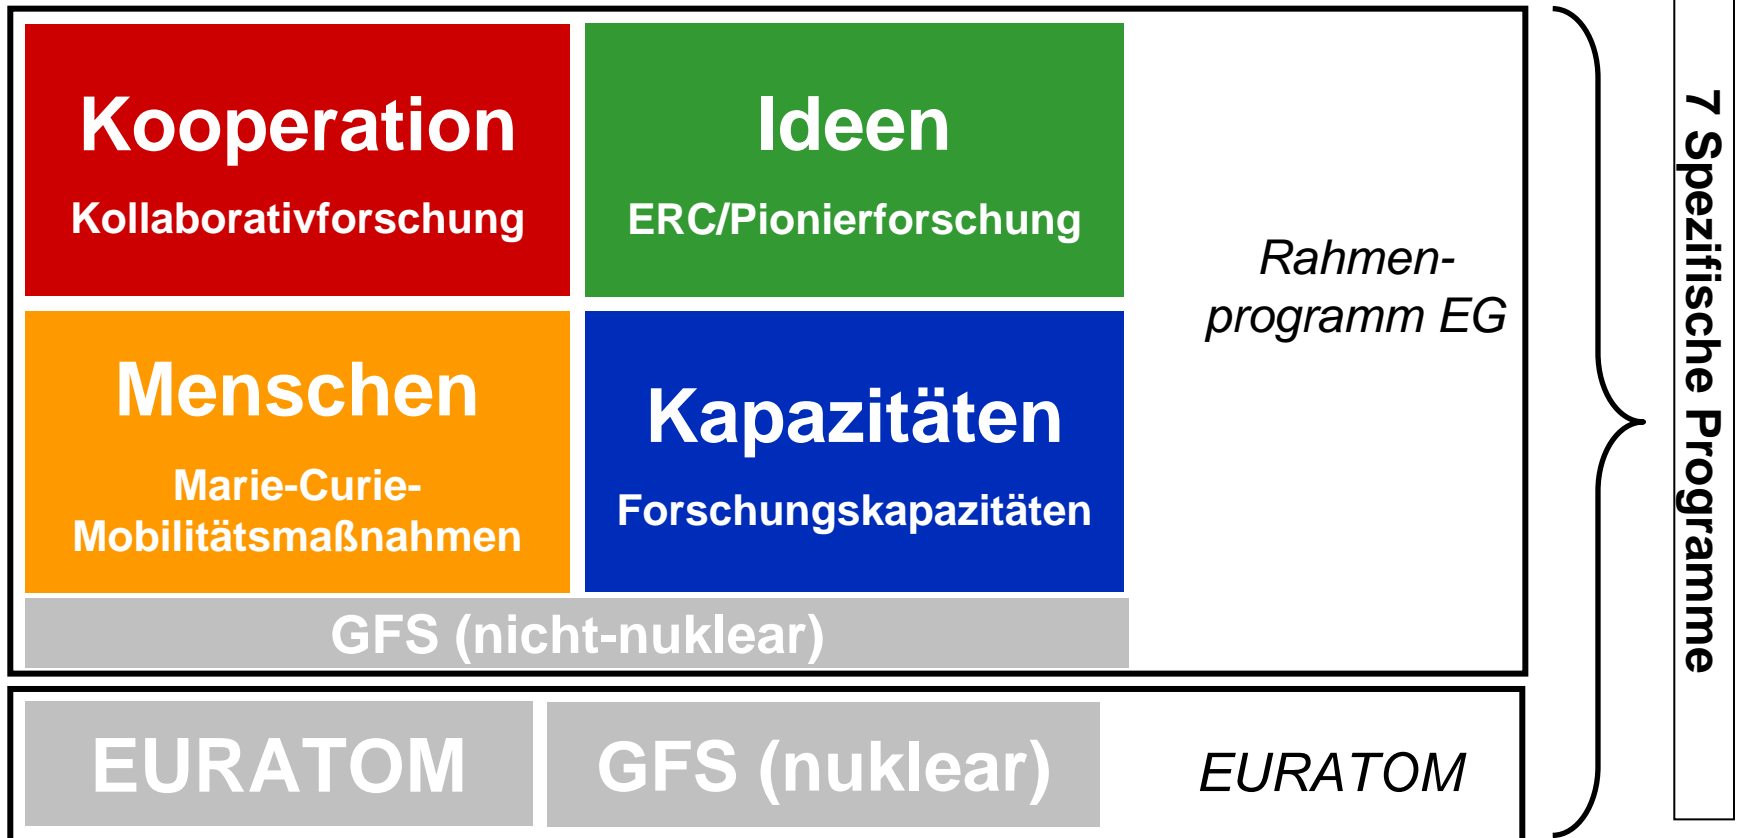 Kooperation
Kollaborativforschung
Ideen
ERC/Pionierforschung
Menschen
Marie-Curie-
Mobilitätsmaßnahmen
Kapazitäten
Forschungskapazitäten
GFS (nicht-nuklear)
Rahmen-
programm EG
EURATOM
GFS (nuklear)
EURATOM
7 Spezifische Programme